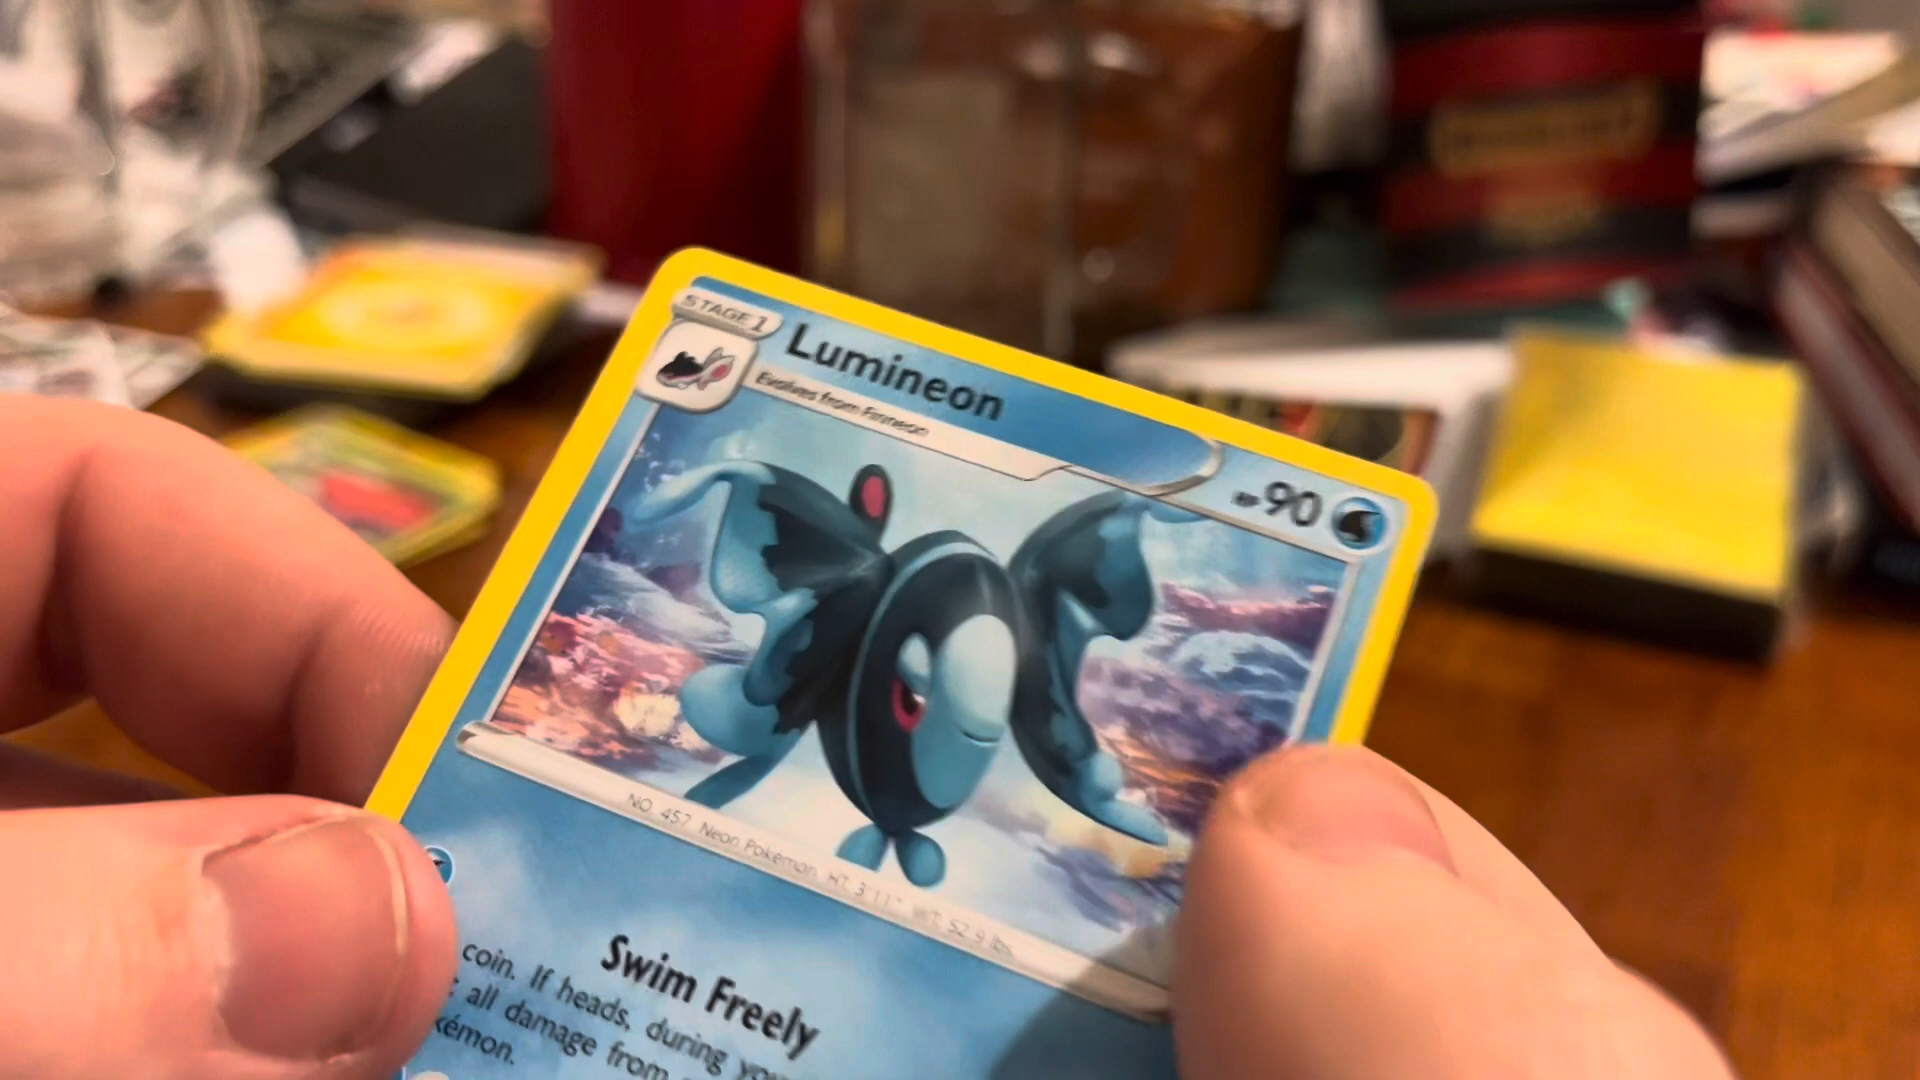 STAGE 1
Lumineon
Evolves from Finneon
HP 90
NO. 457 Neon Pokémon HT: 3'11" WT: 52.9 lbs.
Swim Freely
coin. If heads, during
all damage from
kémon.